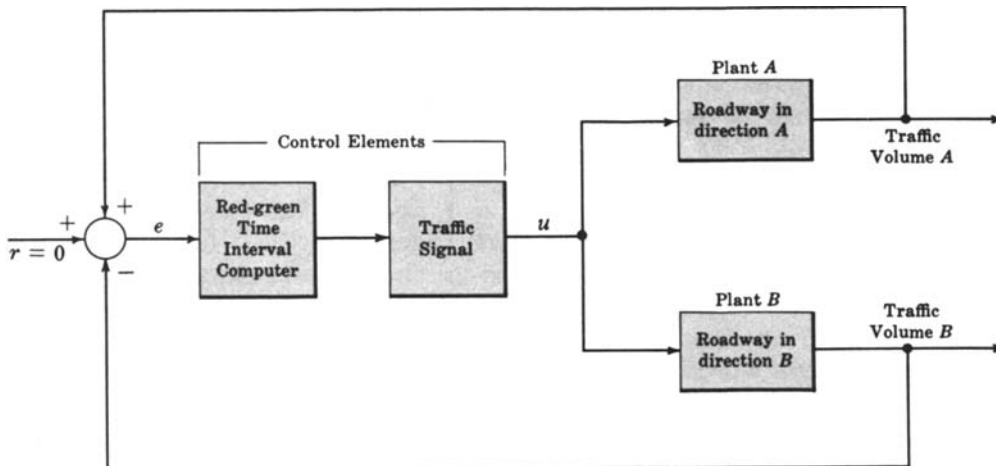 Plant A
Roadway in
direction A
Traffic
Volume A
Control Elements
Red-green
Time
Interval
Computer
Traffic
Signal
+
+
r = 0
e
u
−
Plant B
Roadway in
direction B
Traffic
Volume B